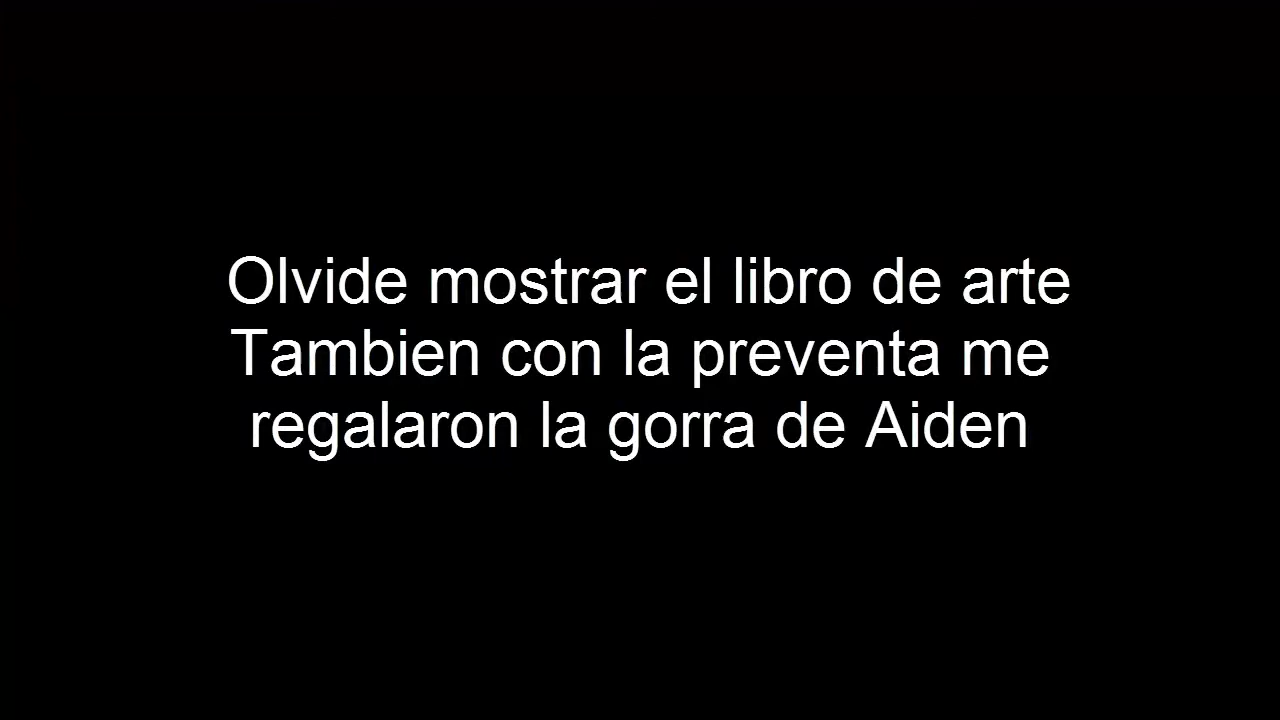 Olvide mostrar el libro de arte
Tambien con la preventa me
regalaron la gorra de Aiden